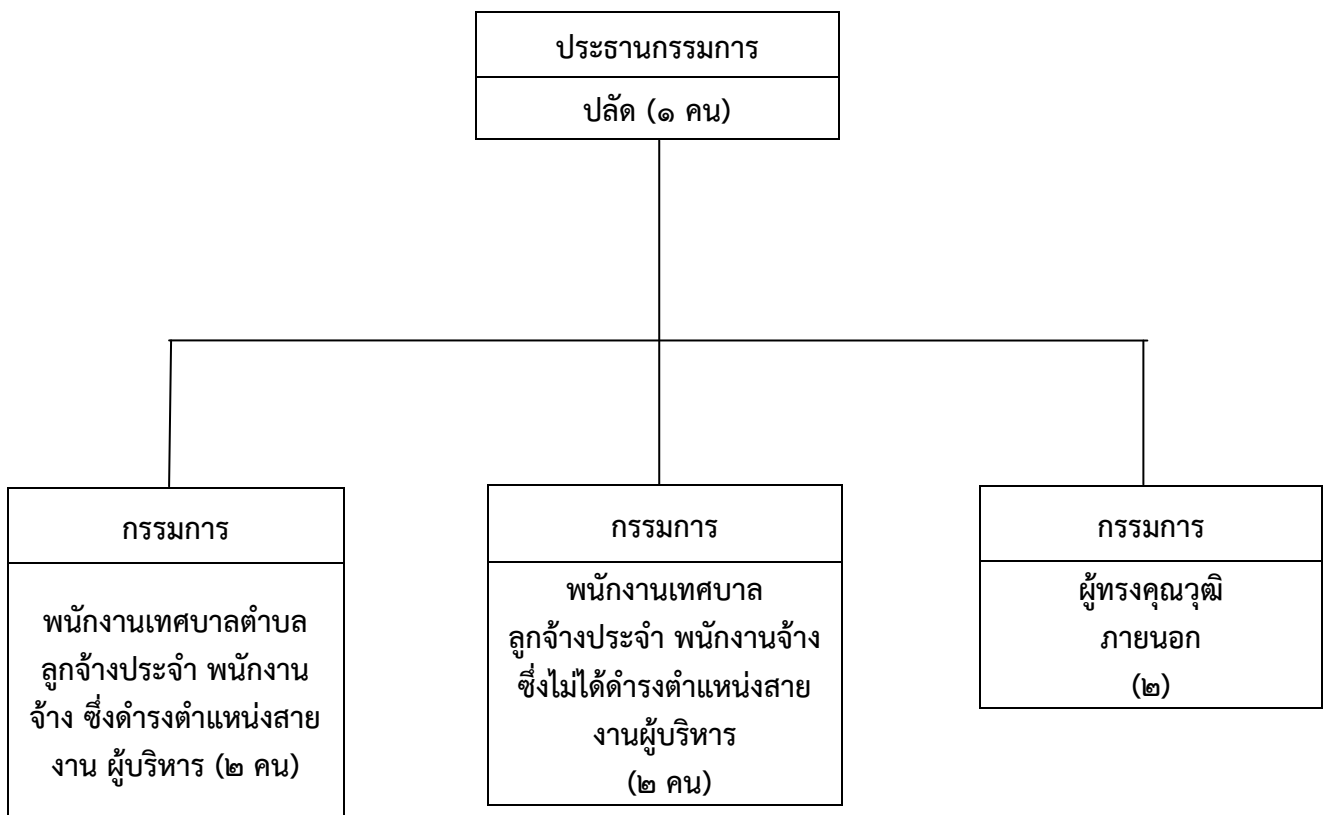 ประธานกรรมการ
ปลัด (๑ คน)
กรรมการ
พนักงานเทศบาลตำบล
ลูกจ้างประจำ พนักงาน
จ้าง ซึ่งดำรงตำแหน่งสาย
งาน ผู้บริหาร (๒ คน)
กรรมการ
พนักงานเทศบาล
ลูกจ้างประจำ พนักงานจ้าง
ซึ่งไม่ได้ดำรงตำแหน่งสาย
งานผู้บริหาร
(๒ คน)
กรรมการ
ผู้ทรงคุณวุฒิ
ภายนอก
(๒)